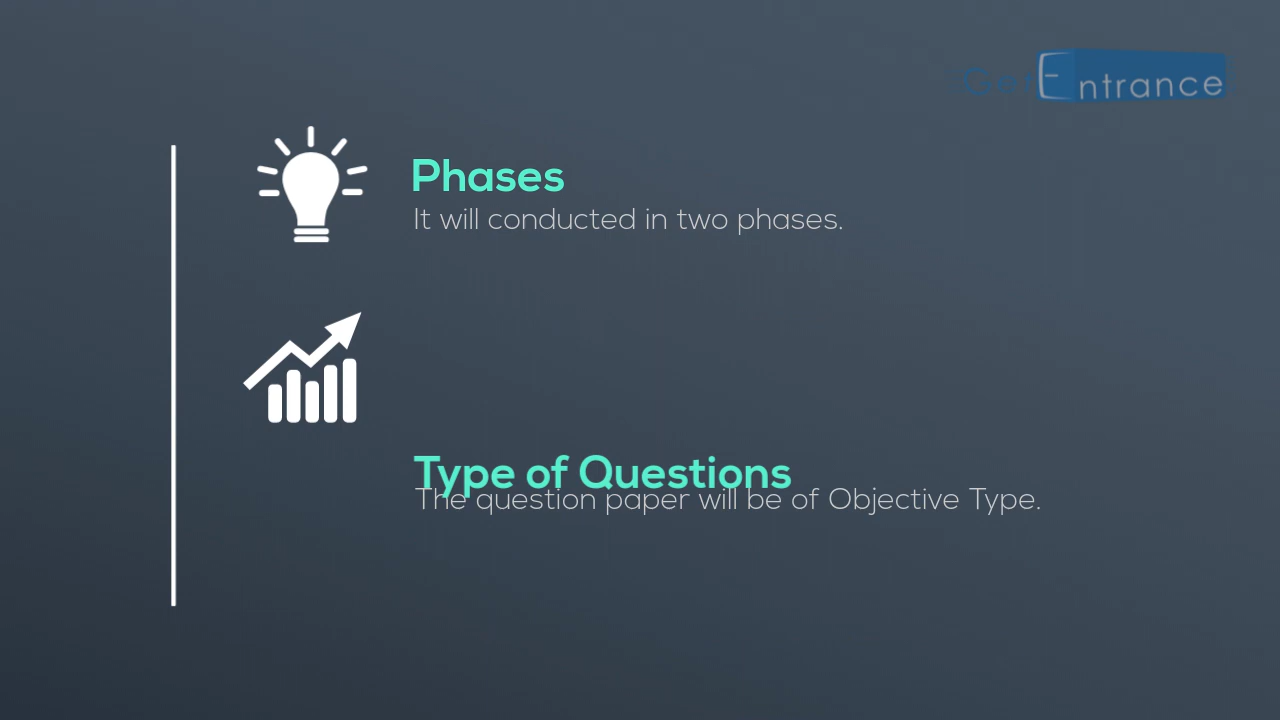 GetEntrance
Phases
It will conducted in two phases.
Type of Questions
The question paper will be of Objective Type.